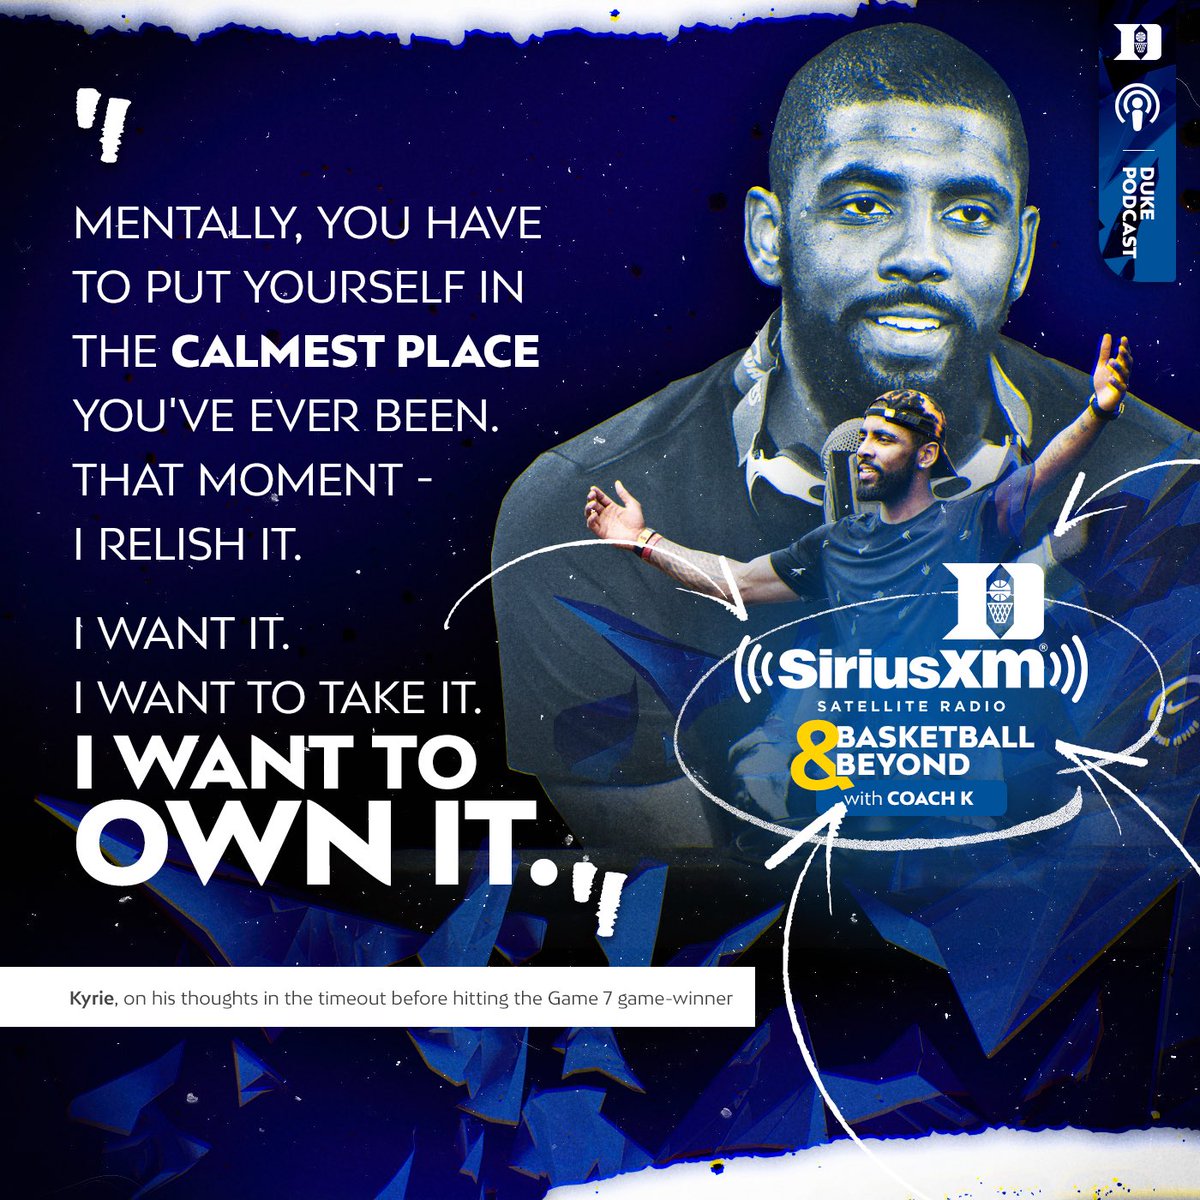 MENTALLY, YOU HAVE
TO PUT YOURSELF IN
THE CALMEST PLACE
YOU'VE EVER BEEN.
THAT MOMENT -
I RELISH IT.
I WANT IT.
I WANT TO TAKE IT.
I WANT TO
OWN IT.
Kyrie, on his thoughts in the timeout before hitting the Game 7 game-winner
D
DUKE
PODCAST
D
SiriusXM®
SATELLITE RADIO
BASKETBALL
& BEYOND
with COACH K